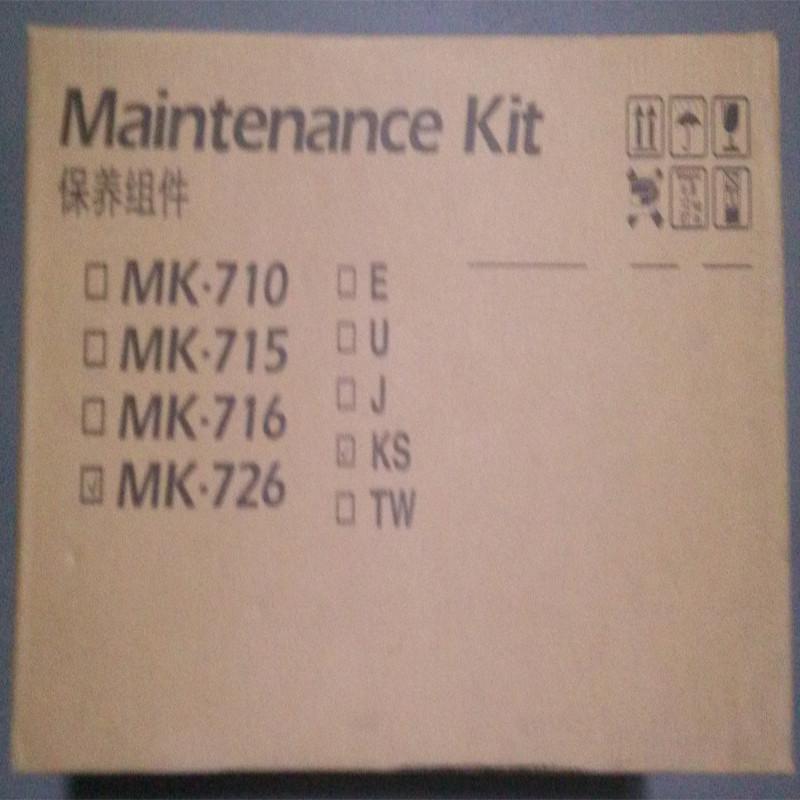 Maintenance Kit
保养组件
MK-710
MK-715
MK-716
MK-726
E
U
J
KS
TW